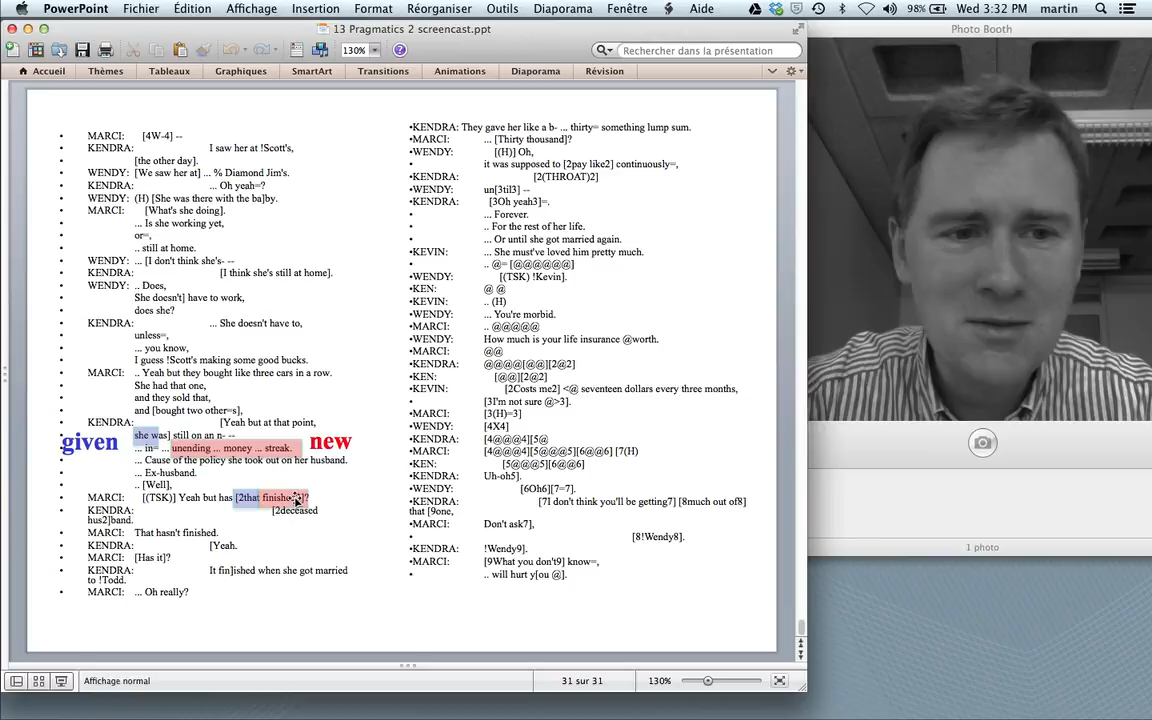 PowerPoint Fichier Édition Affichage Insertion Format Réorganiser Outils Diaporama Fenêtre Aide 98% Wed 3:32 PM martin
13 Pragmatics 2 screencast.ppt
130% Rechercher dans la présentation
Accueil Thèmes Tableaux Graphiques SmartArt Transitions Animations Diaporama Révision
• MARCI: [4W-4] --
• KENDRA: I saw her at !Scott's,
• [the other day].
• WENDY: [We saw her at] ... % Diamond Jim's.
• KENDRA: ... Oh yeah=?
• WENDY: (H) [She was there with the ba]by.
• MARCI: [What's she doing].
• ... Is she working yet,
• or=,
• .. still at home.
• WENDY: ... [I don't think she's- --
• KENDRA: [I think she's still at home].
• WENDY: .. Does,
• She doesn't] have to work,
• does she?
• KENDRA: ... She doesn't have to,
• unless=,
• ... you know,
• I guess !Scott's making some good bucks.
• MARCI: .. Yeah but they bought like three cars in a row.
• She had that one,
• and they sold that,
• and [bought two other=s],
• KENDRA: [Yeah but at that point,
• she was] still on an n- --
given new
• ... in= ... unending ... money ... streak.
• ... Cause of the policy she took out on her husband.
• ... Ex-husband.
• .. [Well],
• MARCI: [(TSK)] Yeah but has [2that finished2]?
• KENDRA: [2deceased
hus2]band.
• MARCI: That hasn't finished.
• KENDRA: [Yeah.
• MARCI: [Has it]?
• KENDRA: It fin]ished when she got married
to !Todd.
• MARCI: ... Oh really?
•KENDRA: They gave her like a b- ... thirty= something lump sum.
•MARCI: ... [Thirty thousand]?
•WENDY: [(H)] Oh,
• it was supposed to [2pay like2] continuously=,
•KENDRA: [2(THROAT)2]
•WENDY: un[3til3] --
•KENDRA: [3Oh yeah3]=.
• ... Forever.
• .. For the rest of her life.
• ... Or until she got married again.
•KEVIN: ... She must've loved him pretty much.
• .. @= [@@@@@@]
•WENDY: [(TSK) !Kevin].
•KEN: @ @
•KEVIN: .. (H)
•WENDY: ... You're morbid.
•MARCI: .. @@@@@
•WENDY: How much is your life insurance @worth.
•MARCI: @@
•KENDRA: @@@@[@@][2@2]
•KEN: [@@][2@2]
•KEVIN: [2Costs me2] <@ seventeen dollars every three months,
• [3I'm not sure @>3].
•MARCI: [3(H)=3]
•WENDY: [4X4]
•KENDRA: [4@@@4][5@
•MARCI: [4@@@4][5@@@5][6@@6] [7(H)
•KEN: [5@@@5][6@@6]
•KENDRA: Uh-oh5].
•WENDY: [6Oh6][7=7].
•KENDRA: [7I don't think you'll be getting7] [8much out of8]
that [9one,
•MARCI: Don't ask7],
• [8!Wendy8].
•KENDRA: !Wendy9].
•MARCI: [9What you don't9] know=,
• .. will hurt y[ou @].
Affichage normal 31 sur 31 130%
Photo Booth
1 photo